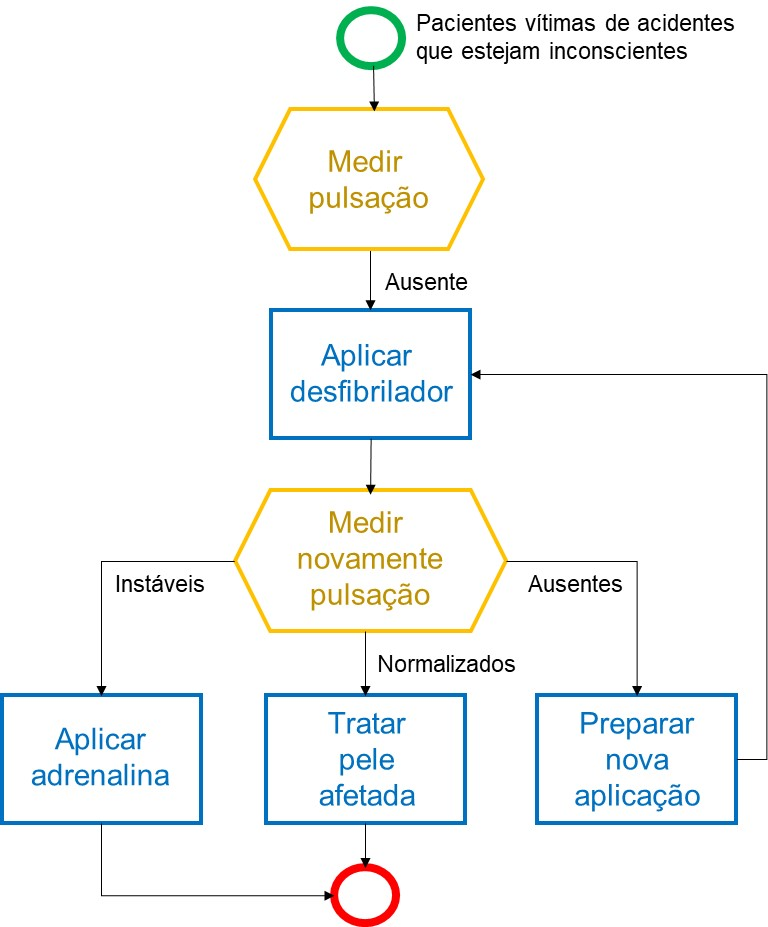 Pacientes vítimas de acidentes
que estejam inconscientes
Medir
pulsação
Ausente
Aplicar
desfibrilador
Medir
novamente
pulsação
Instáveis
Ausentes
Normalizados
Aplicar
adrenalina
Tratar
pele
afetada
Preparar
nova
aplicação